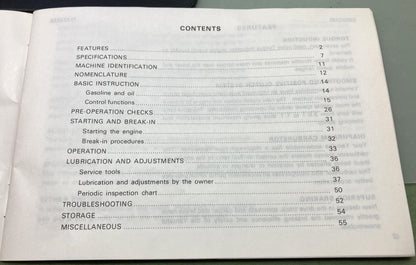 CONTENTS
FEATURES 2
SPECIFICATIONS 7
MACHINE IDENTIFICATION 11
NOMENCLATURE 12
BASIC INSTRUCTION 14
Gasoline and oil 14
Control functions 15
PRE-OPERATION CHECKS 26
STARTING AND BREAK-IN 31
Starting the engine 31
Break-in procedures 32
OPERATION 33
LUBRICATION AND ADJUSTMENTS 36
Service tools 36
Lubrication and adjustments by the owner 37
Periodic inspection chart 50
TROUBLESHOOTING 52
STORAGE 54
MISCELLANEOUS 55